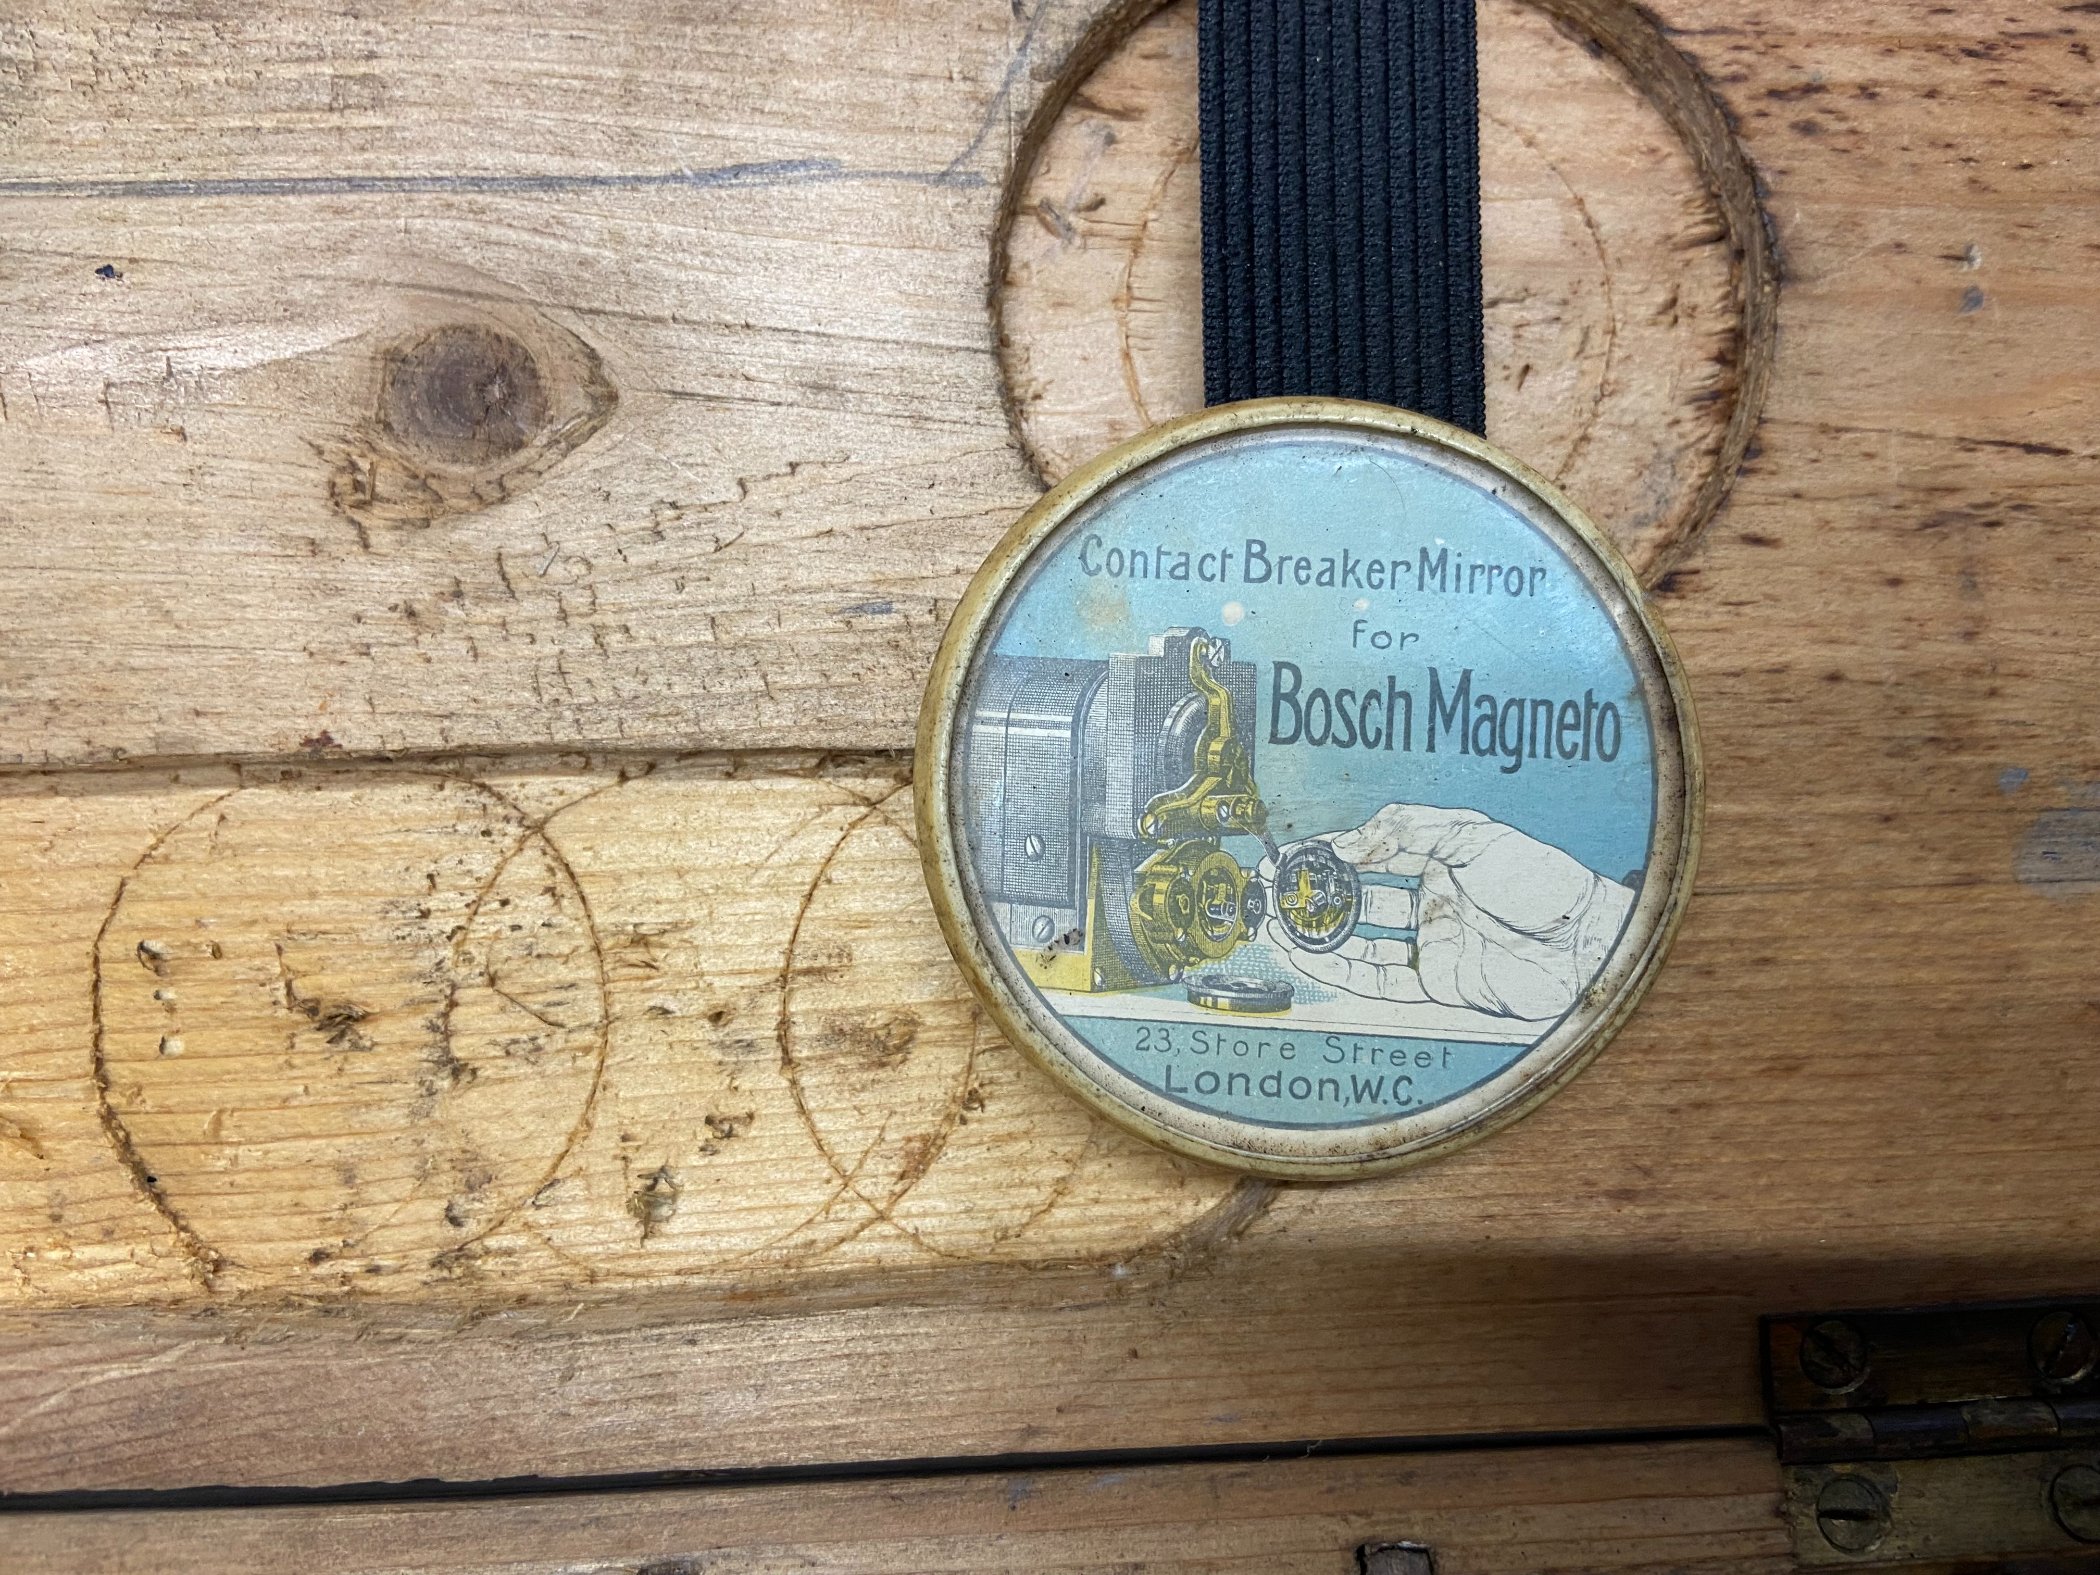 Contact Breaker Mirror
for
Bosch Magneto
23, Store Street
London, W.C.